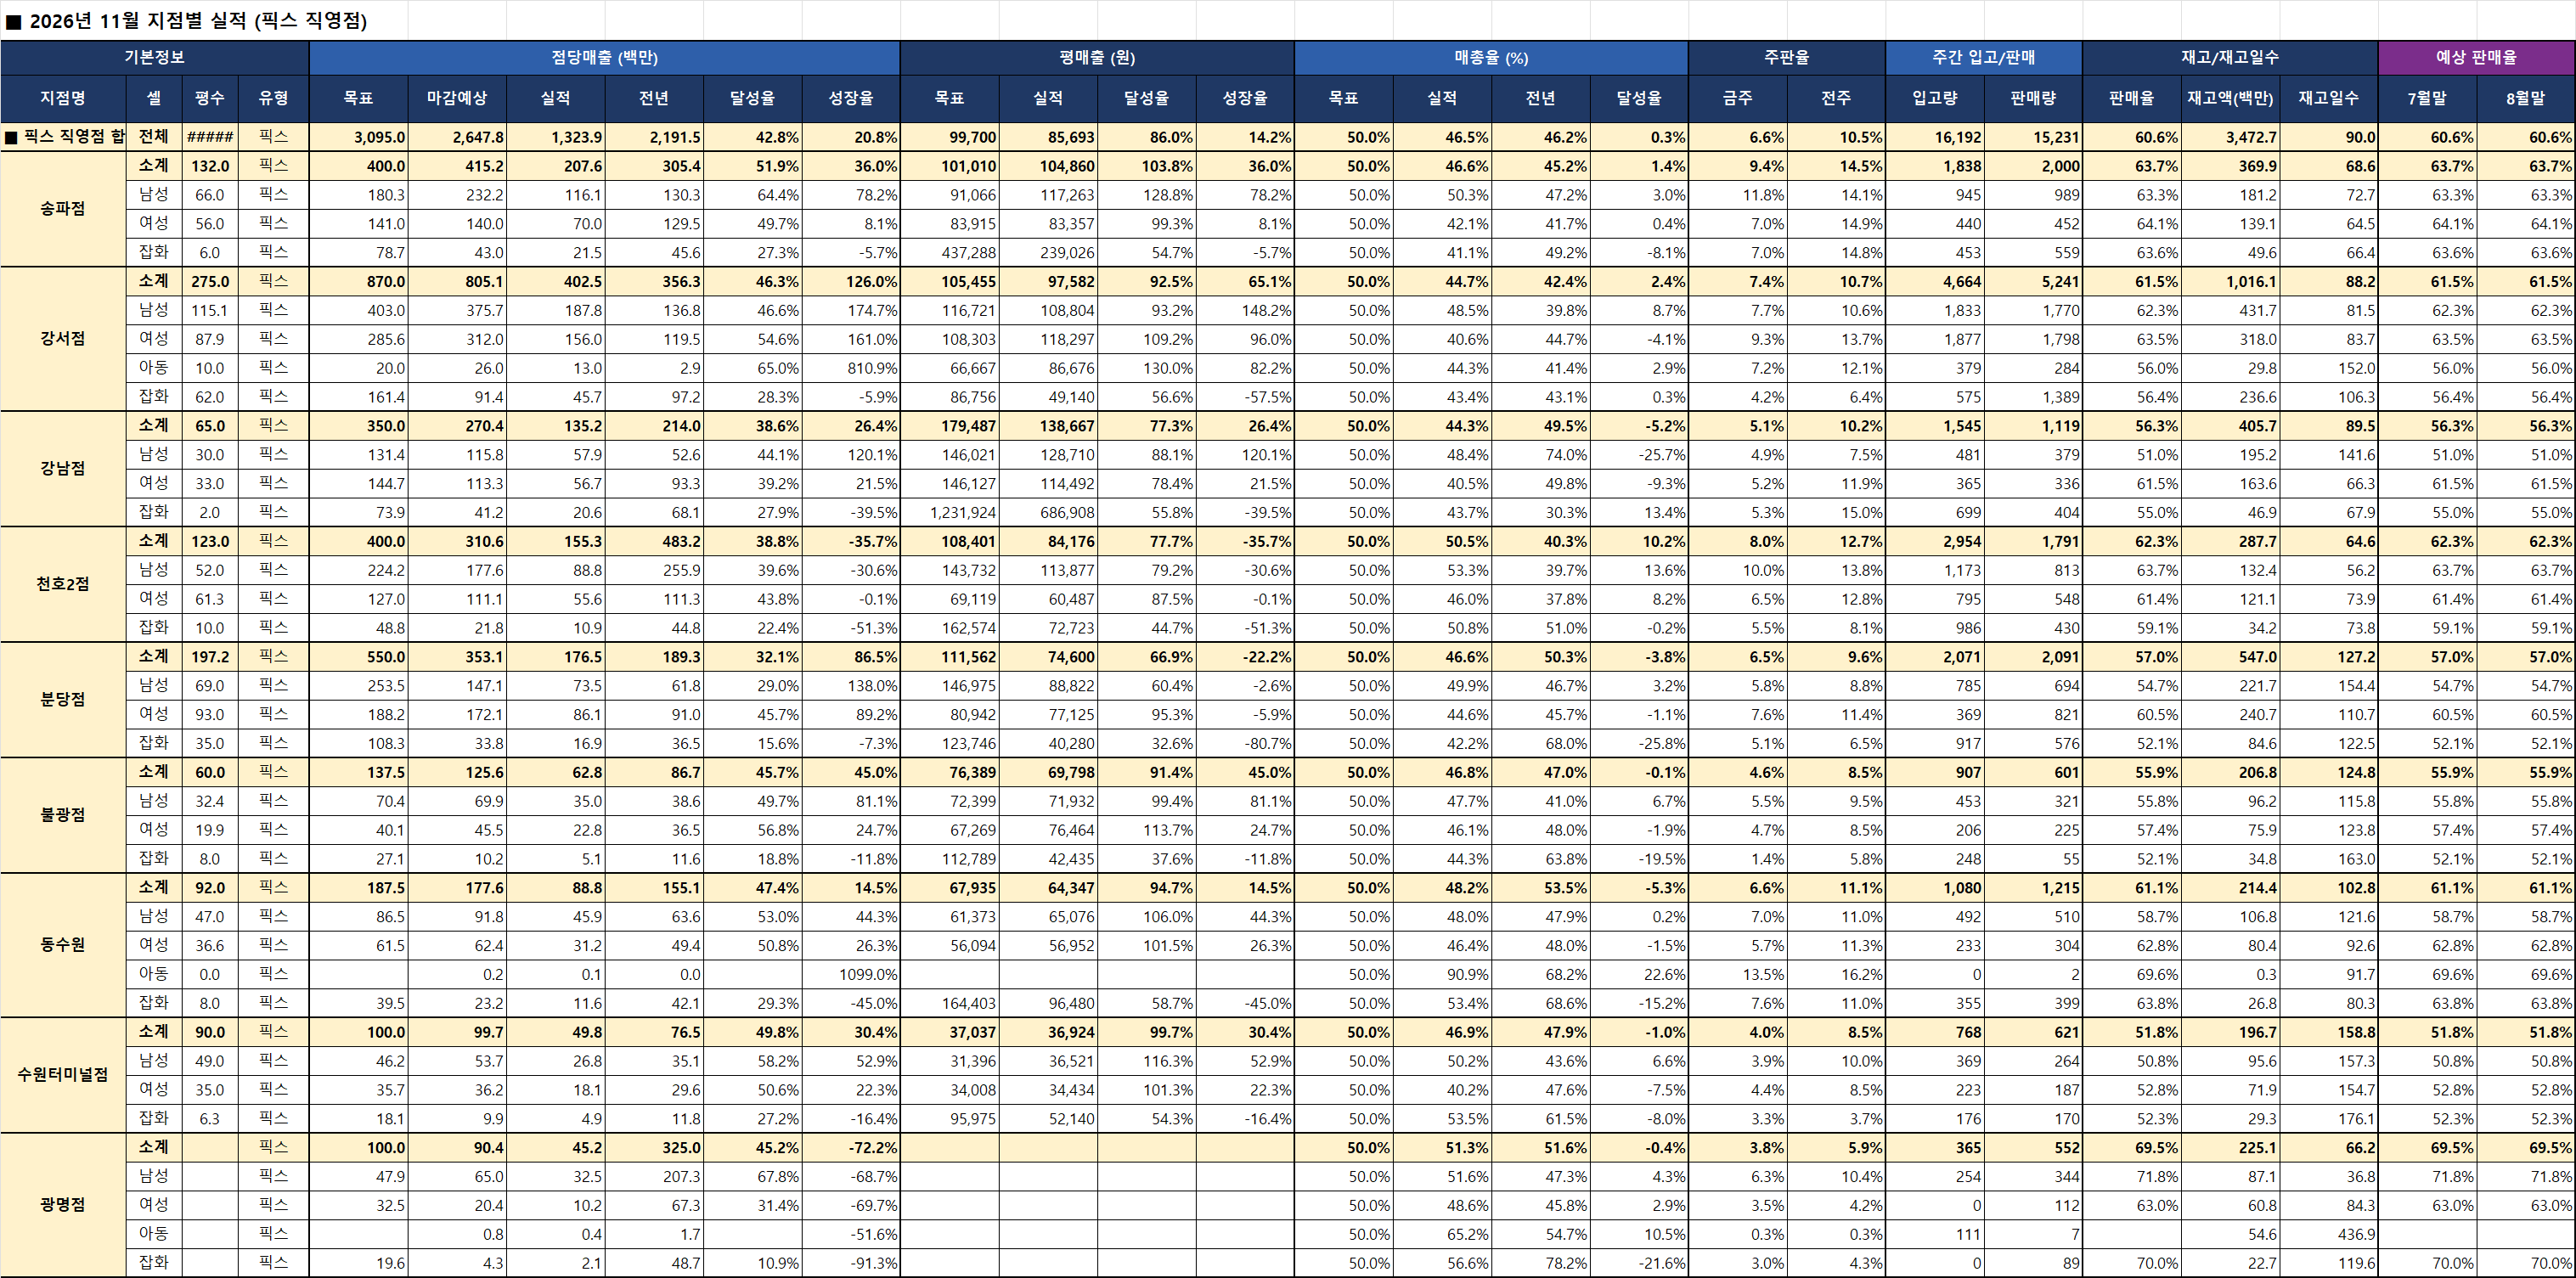 ■ 2026년 11월 지점별 실적 (픽스 직영점)
기본정보 점당매출 (백만) 평매출 (원) 매총율 (%) 주판율 주간 입고/판매 재고/재고일수 예상 판매율
지점명 셀 평수 유형 목표 마감예상 실적 전년 달성율 성장율 목표 실적 달성율 성장율 목표 실적 전년 달성율 금주 전주 입고량 판매량 판매율 재고액(백만) 재고일수 7월말 8월말
■ 픽스 직영점 합 전체 ##### 픽스 3,095.0 2,647.8 1,323.9 2,191.5 42.8% 20.8% 99,700 85,693 86.0% 14.2% 50.0% 46.5% 46.2% 0.3% 6.6% 10.5% 16,192 15,231 60.6% 3,472.7 90.0 60.6% 60.6%
송파점 소계 132.0 픽스 400.0 415.2 207.6 305.4 51.9% 36.0% 101,010 104,860 103.8% 36.0% 50.0% 46.6% 45.2% 1.4% 9.4% 14.5% 1,838 2,000 63.7% 369.9 68.6 63.7% 63.7%
남성 66.0 픽스 180.3 232.2 116.1 130.3 64.4% 78.2% 91,066 117,263 128.8% 78.2% 50.0% 50.3% 47.2% 3.0% 11.8% 14.1% 945 989 63.3% 181.2 72.7 63.3% 63.3%
여성 56.0 픽스 141.0 140.0 70.0 129.5 49.7% 8.1% 83,915 83,357 99.3% 8.1% 50.0% 42.1% 41.7% 0.4% 7.0% 14.9% 440 452 64.1% 139.1 64.5 64.1% 64.1%
잡화 6.0 픽스 78.7 43.0 21.5 45.6 27.3% -5.7% 437,288 239,026 54.7% -5.7% 50.0% 41.1% 49.2% -8.1% 7.0% 14.8% 453 559 63.6% 49.6 66.4 63.6% 63.6%
강서점 소계 275.0 픽스 870.0 805.1 402.5 356.3 46.3% 126.0% 105,455 97,582 92.5% 65.1% 50.0% 44.7% 42.4% 2.4% 7.4% 10.7% 4,664 5,241 61.5% 1,016.1 88.2 61.5% 61.5%
남성 115.1 픽스 403.0 375.7 187.8 136.8 46.6% 174.7% 116,721 108,804 93.2% 148.2% 50.0% 48.5% 39.8% 8.7% 7.7% 10.6% 1,833 1,770 62.3% 431.7 81.5 62.3% 62.3%
여성 87.9 픽스 285.6 312.0 156.0 119.5 54.6% 161.0% 108,303 118,297 109.2% 96.0% 50.0% 40.6% 44.7% -4.1% 9.3% 13.7% 1,877 1,798 63.5% 318.0 83.7 63.5% 63.5%
아동 10.0 픽스 20.0 26.0 13.0 2.9 65.0% 810.9% 66,667 86,676 130.0% 82.2% 50.0% 44.3% 41.4% 2.9% 7.2% 12.1% 379 284 56.0% 29.8 152.0 56.0% 56.0%
잡화 62.0 픽스 161.4 91.4 45.7 97.2 28.3% -5.9% 86,756 49,140 56.6% -57.5% 50.0% 43.4% 43.1% 0.3% 4.2% 6.4% 575 1,389 56.4% 236.6 106.3 56.4% 56.4%
강남점 소계 65.0 픽스 350.0 270.4 135.2 214.0 38.6% 26.4% 179,487 138,667 77.3% 26.4% 50.0% 44.3% 49.5% -5.2% 5.1% 10.2% 1,545 1,119 56.3% 405.7 89.5 56.3% 56.3%
남성 30.0 픽스 131.4 115.8 57.9 52.6 44.1% 120.1% 146,021 128,710 88.1% 120.1% 50.0% 48.4% 74.0% -25.7% 4.9% 7.5% 481 379 51.0% 195.2 141.6 51.0% 51.0%
여성 33.0 픽스 144.7 113.3 56.7 93.3 39.2% 21.5% 146,127 114,492 78.4% 21.5% 50.0% 40.5% 49.8% -9.3% 5.2% 11.9% 365 336 61.5% 163.6 66.3 61.5% 61.5%
잡화 2.0 픽스 73.9 41.2 20.6 68.1 27.9% -39.5% 1,231,924 686,908 55.8% -39.5% 50.0% 43.7% 30.3% 13.4% 5.3% 15.0% 699 404 55.0% 46.9 67.9 55.0% 55.0%
천호2점 소계 123.0 픽스 400.0 310.6 155.3 483.2 38.8% -35.7% 108,401 84,176 77.7% -35.7% 50.0% 50.5% 40.3% 10.2% 8.0% 12.7% 2,954 1,791 62.3% 287.7 64.6 62.3% 62.3%
남성 52.0 픽스 224.2 177.6 88.8 255.9 39.6% -30.6% 143,732 113,877 79.2% -30.6% 50.0% 53.3% 39.7% 13.6% 10.0% 13.8% 1,173 813 63.7% 132.4 56.2 63.7% 63.7%
여성 61.3 픽스 127.0 111.1 55.6 111.3 43.8% -0.1% 69,119 60,487 87.5% -0.1% 50.0% 46.0% 37.8% 8.2% 6.5% 12.8% 795 548 61.4% 121.1 73.9 61.4% 61.4%
잡화 10.0 픽스 48.8 21.8 10.9 44.8 22.4% -51.3% 162,574 72,723 44.7% -51.3% 50.0% 50.8% 51.0% -0.2% 5.5% 8.1% 986 430 59.1% 34.2 73.8 59.1% 59.1%
분당점 소계 197.2 픽스 550.0 353.1 176.5 189.3 32.1% 86.5% 111,562 74,600 66.9% -22.2% 50.0% 46.6% 50.3% -3.8% 6.5% 9.6% 2,071 2,091 57.0% 547.0 127.2 57.0% 57.0%
남성 69.0 픽스 253.5 147.1 73.5 61.8 29.0% 138.0% 146,975 88,822 60.4% -2.6% 50.0% 49.9% 46.7% 3.2% 5.8% 8.8% 785 694 54.7% 221.7 154.4 54.7% 54.7%
여성 93.0 픽스 188.2 172.1 86.1 91.0 45.7% 89.2% 80,942 77,125 95.3% -5.9% 50.0% 44.6% 45.7% -1.1% 7.6% 11.4% 369 821 60.5% 240.7 110.7 60.5% 60.5%
잡화 35.0 픽스 108.3 33.8 16.9 36.5 15.6% -7.3% 123,746 40,280 32.6% -80.7% 50.0% 42.2% 68.0% -25.8% 5.1% 6.5% 917 576 52.1% 84.6 122.5 52.1% 52.1%
불광점 소계 60.0 픽스 137.5 125.6 62.8 86.7 45.7% 45.0% 76,389 69,798 91.4% 45.0% 50.0% 46.8% 47.0% -0.1% 4.6% 8.5% 907 601 55.9% 206.8 124.8 55.9% 55.9%
남성 32.4 픽스 70.4 69.9 35.0 38.6 49.7% 81.1% 72,399 71,932 99.4% 81.1% 50.0% 47.7% 41.0% 6.7% 5.5% 9.5% 453 321 55.8% 96.2 115.8 55.8% 55.8%
여성 19.9 픽스 40.1 45.5 22.8 36.5 56.8% 24.7% 67,269 76,464 113.7% 24.7% 50.0% 46.1% 48.0% -1.9% 4.7% 8.5% 206 225 57.4% 75.9 123.8 57.4% 57.4%
잡화 8.0 픽스 27.1 10.2 5.1 11.6 18.8% -11.8% 112,789 42,435 37.6% -11.8% 50.0% 44.3% 63.8% -19.5% 1.4% 5.8% 248 55 52.1% 34.8 163.0 52.1% 52.1%
동수원 소계 92.0 픽스 187.5 177.6 88.8 155.1 47.4% 14.5% 67,935 64,347 94.7% 14.5% 50.0% 48.2% 53.5% -5.3% 6.6% 11.1% 1,080 1,215 61.1% 214.4 102.8 61.1% 61.1%
남성 47.0 픽스 86.5 91.8 45.9 63.6 53.0% 44.3% 61,373 65,076 106.0% 44.3% 50.0% 48.0% 47.9% 0.2% 7.0% 11.0% 492 510 58.7% 106.8 121.6 58.7% 58.7%
여성 36.6 픽스 61.5 62.4 31.2 49.4 50.8% 26.3% 56,094 56,952 101.5% 26.3% 50.0% 46.4% 48.0% -1.5% 5.7% 11.3% 233 304 62.8% 80.4 92.6 62.8% 62.8%
아동 0.0 픽스 0.2 0.1 0.0 1099.0% 50.0% 90.9% 68.2% 22.6% 13.5% 16.2% 0 2 69.6% 0.3 91.7 69.6% 69.6%
잡화 8.0 픽스 39.5 23.2 11.6 42.1 29.3% -45.0% 164,403 96,480 58.7% -45.0% 50.0% 53.4% 68.6% -15.2% 7.6% 11.0% 355 399 63.8% 26.8 80.3 63.8% 63.8%
수원터미널점 소계 90.0 픽스 100.0 99.7 49.8 76.5 49.8% 30.4% 37,037 36,924 99.7% 30.4% 50.0% 46.9% 47.9% -1.0% 4.0% 8.5% 768 621 51.8% 196.7 158.8 51.8% 51.8%
남성 49.0 픽스 46.2 53.7 26.8 35.1 58.2% 52.9% 31,396 36,521 116.3% 52.9% 50.0% 50.2% 43.6% 6.6% 3.9% 10.0% 369 264 50.8% 95.6 157.3 50.8% 50.8%
여성 35.0 픽스 35.7 36.2 18.1 29.6 50.6% 22.3% 34,008 34,434 101.3% 22.3% 50.0% 40.2% 47.6% -7.5% 4.4% 8.5% 223 187 52.8% 71.9 154.7 52.8% 52.8%
잡화 6.3 픽스 18.1 9.9 4.9 11.8 27.2% -16.4% 95,975 52,140 54.3% -16.4% 50.0% 53.5% 61.5% -8.0% 3.3% 3.7% 176 170 52.3% 29.3 176.1 52.3% 52.3%
광명점 소계 픽스 100.0 90.4 45.2 325.0 45.2% -72.2% 50.0% 51.3% 51.6% -0.4% 3.8% 5.9% 365 552 69.5% 225.1 66.2 69.5% 69.5%
남성 픽스 47.9 65.0 32.5 207.3 67.8% -68.7% 50.0% 51.6% 47.3% 4.3% 6.3% 10.4% 254 344 71.8% 87.1 36.8 71.8% 71.8%
여성 픽스 32.5 20.4 10.2 67.3 31.4% -69.7% 50.0% 48.6% 45.8% 2.9% 3.5% 4.2% 0 112 63.0% 60.8 84.3 63.0% 63.0%
아동 픽스 0.8 0.4 1.7 -51.6% 50.0% 65.2% 54.7% 10.5% 0.3% 0.3% 111 7 54.6 436.9
잡화 픽스 19.6 4.3 2.1 48.7 10.9% -91.3% 50.0% 56.6% 78.2% -21.6% 3.0% 4.3% 0 89 70.0% 22.7 119.6 70.0% 70.0%